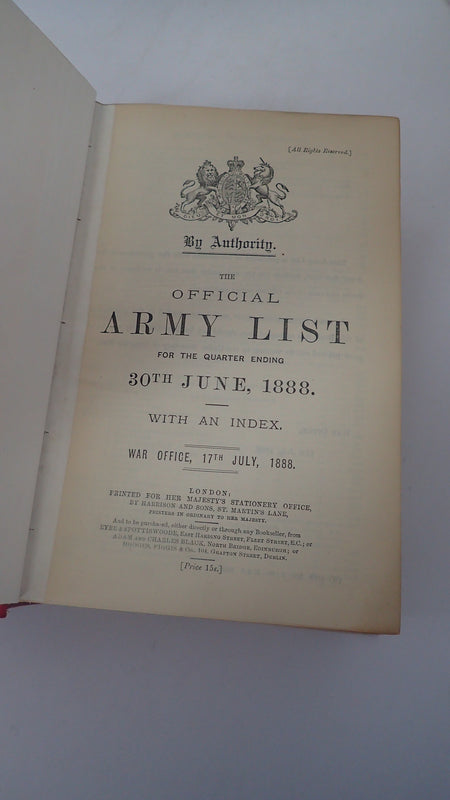 [All Rights Reserved.]
By Authority.
THE
OFFICIAL
ARMY LIST
FOR THE QUARTER ENDING
30TH JUNE, 1888.
WITH AN INDEX.
WAR OFFICE, 17TH JULY, 1888.
LONDON:
PRINTED FOR HER MAJESTY'S STATIONERY OFFICE,
BY HARRISON AND SONS, ST. MARTIN'S LANE,
PRINTERS IN ORDINARY TO HER MAJESTY.
And to be purchased, either directly or through any Bookseller, from
EYRE & SPOTTISWOODE, EAST HARDING STREET, FLEET STREET, E.C.; or
ADAM AND CHARLES BLACK, NORTH BRIDGE, EDINBURGH; or
HODGES, FIGGIS & Co. 104, GRAFTON STREET, DUBLIN.
[Price 15s.]